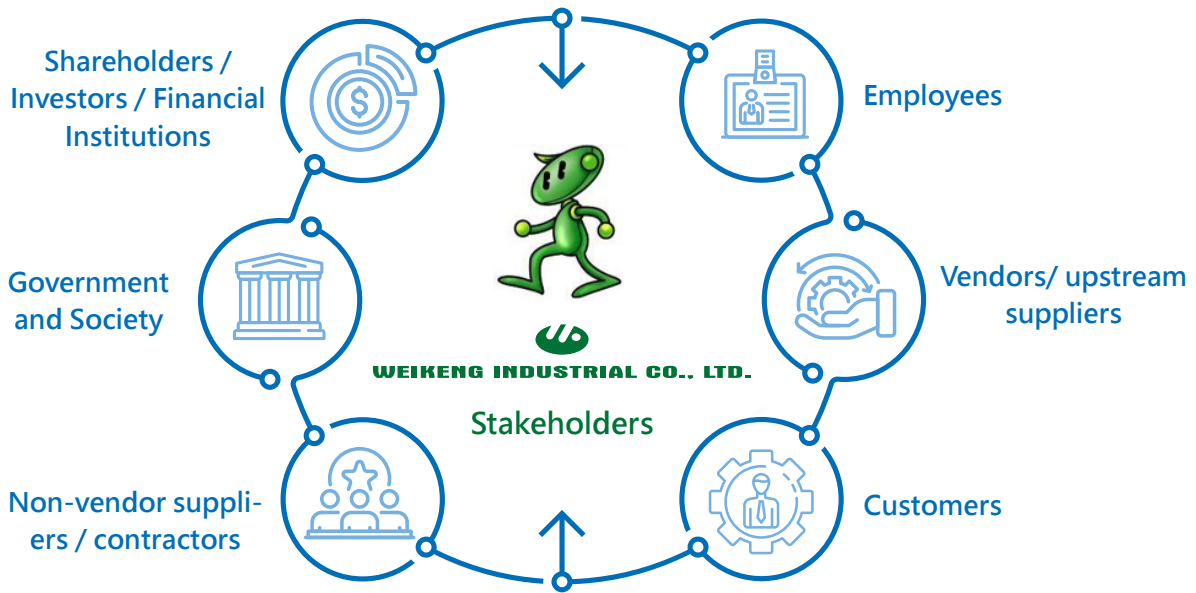 Shareholders /
Investors / Financial
Institutions
Employees
Government
and Society
Vendors/ upstream
suppliers
WEIKENG INDUSTRIAL CO., LTD.
Stakeholders
Non-vendor suppli-
ers / contractors
Customers
$